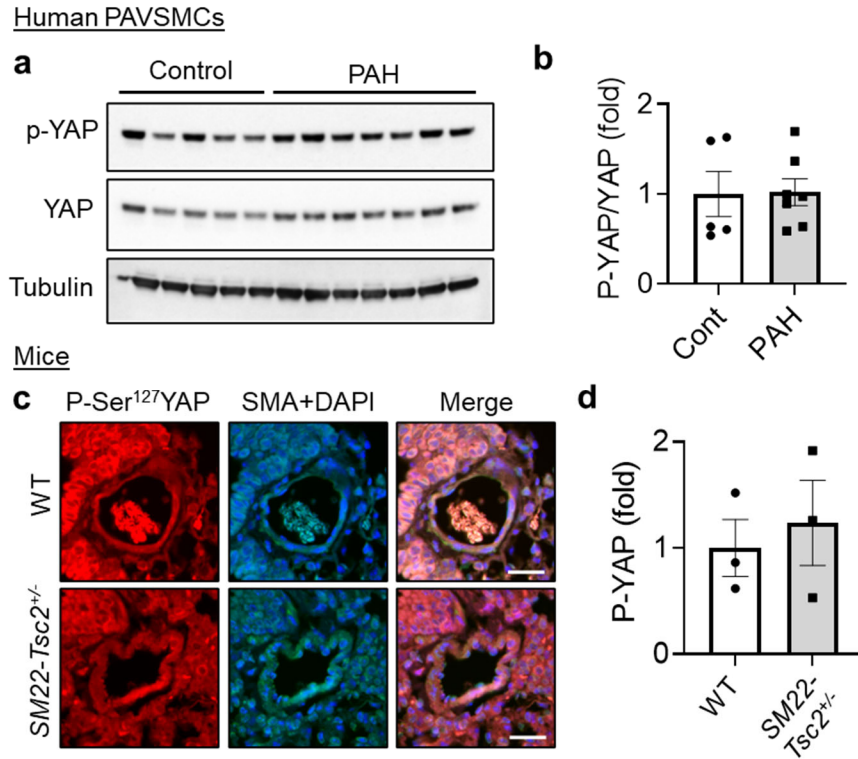 Human PAVSMCs
a
Control PAH
p-YAP
YAP
Tubulin
b
P-YAP/YAP (fold)
2
1
0
Cont PAH
Mice
c
P-Ser¹²⁷YAP SMA+DAPI Merge
WT
SM22-Tsc2⁺/⁻
d
P-YAP (fold)
2
1
0
WT
SM22-
Tsc2⁺/⁻